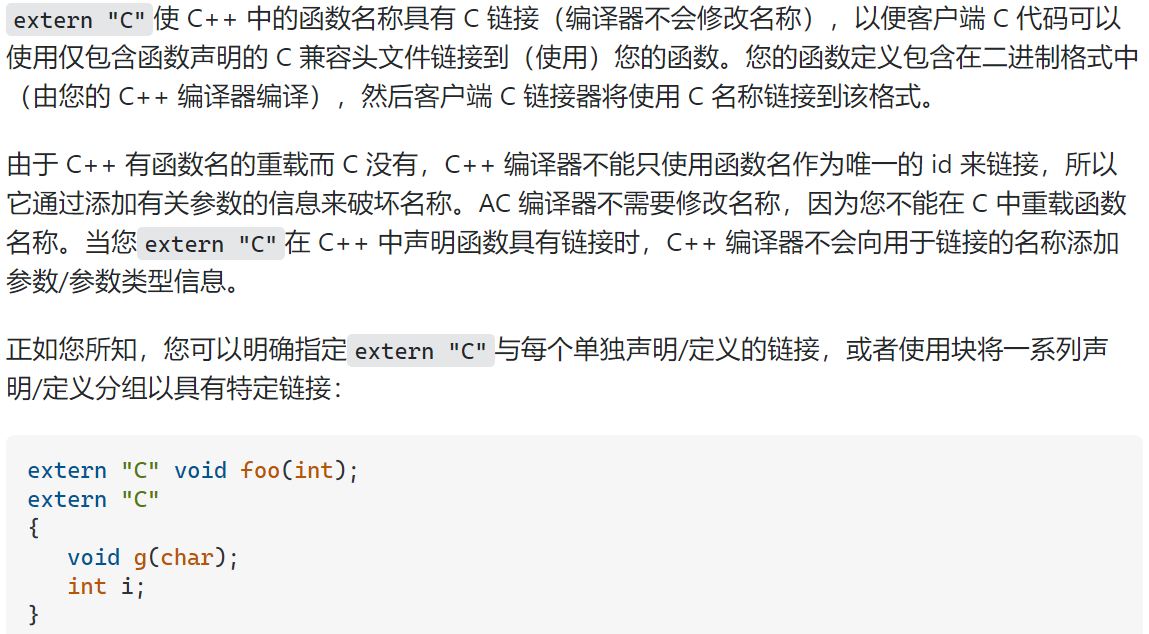 extern "C"使 C++ 中的函数名称具有 C 链接（编译器不会修改名称），以便客户端 C 代码可以
使用仅包含函数声明的 C 兼容头文件链接到（使用）您的函数。您的函数定义包含在二进制格式中
（由您的 C++ 编译器编译），然后客户端 C 链接器将使用 C 名称链接到该格式。
由于 C++ 有函数名的重载而 C 没有，C++ 编译器不能只使用函数名作为唯一的 id 来链接，所以
它通过添加有关参数的信息来破坏名称。AC 编译器不需要修改名称，因为您不能在 C 中重载函数
名称。当您extern "C"在 C++ 中声明函数具有链接时，C++ 编译器不会向用于链接的名称添加
参数/参数类型信息。
正如您所知，您可以明确指定extern "C"与每个单独声明/定义的链接，或者使用块将一系列声
明/定义分组以具有特定链接：
extern "C" void foo(int);
extern "C"
{
   void g(char);
   int i;
}